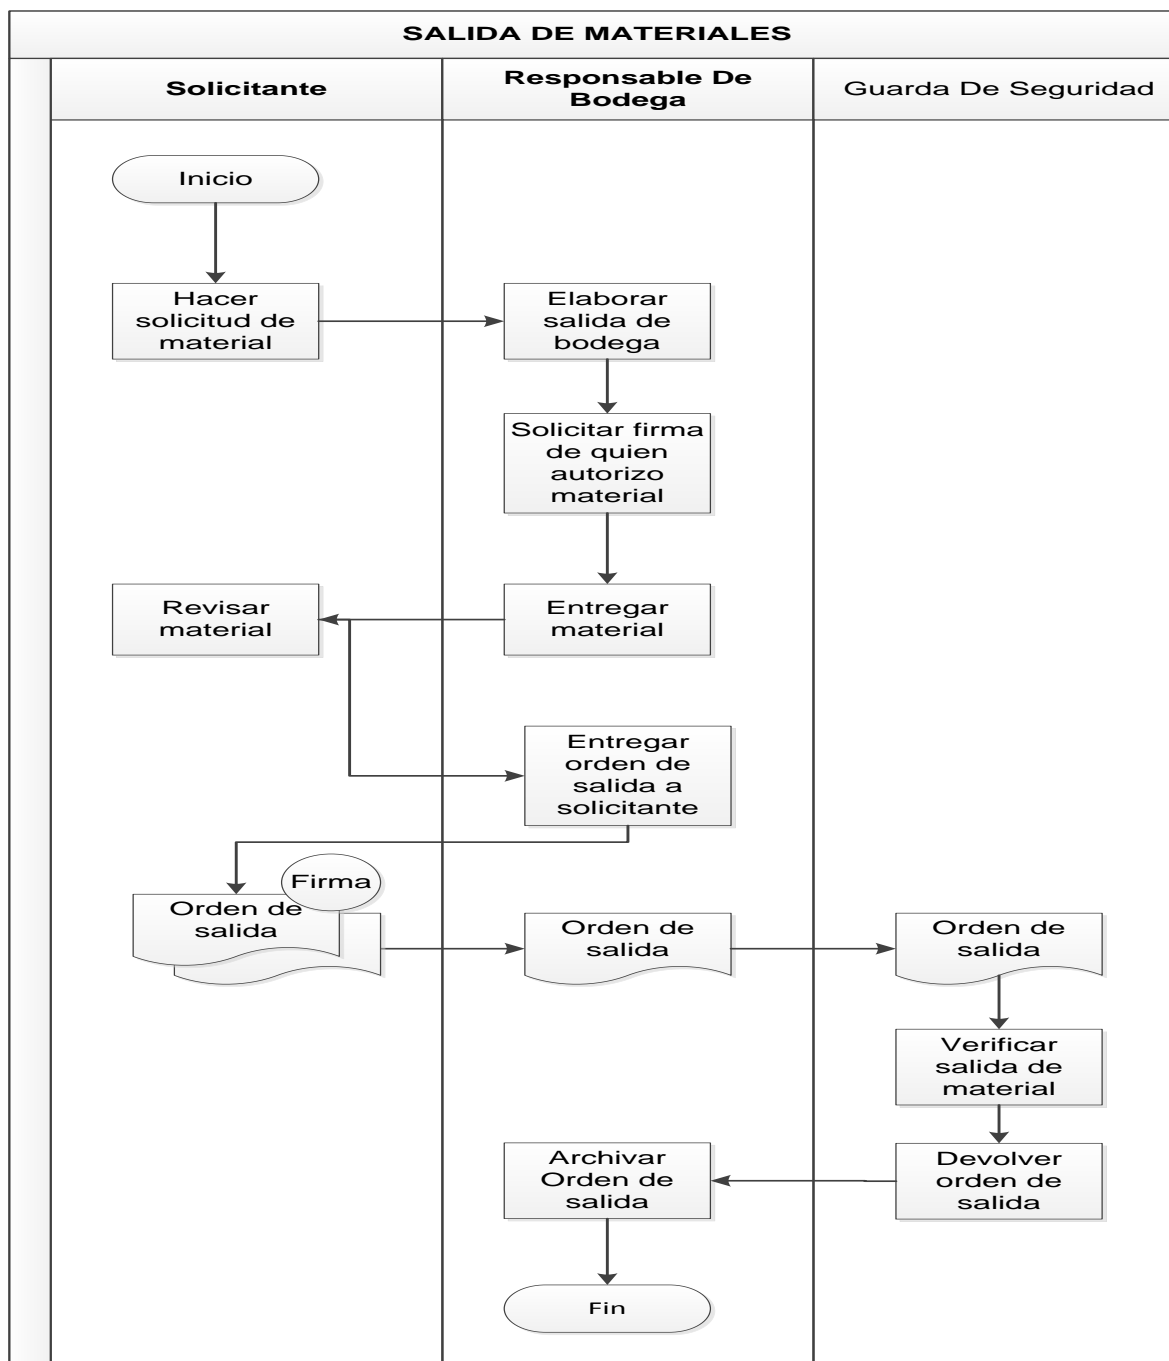 SALIDA DE MATERIALES
Solicitante
Responsable De
Bodega
Guarda De Seguridad
Inicio
Hacer
solicitud de
material
Elaborar
salida de
bodega
Solicitar firma
de quien
autorizo
material
Revisar
material
Entregar
material
Entregar
orden de
salida a
solicitante
Firma
Orden de
salida
Orden de
salida
Orden de
salida
Verificar
salida de
material
Archivar
Orden de
salida
Devolver
orden de
salida
Fin